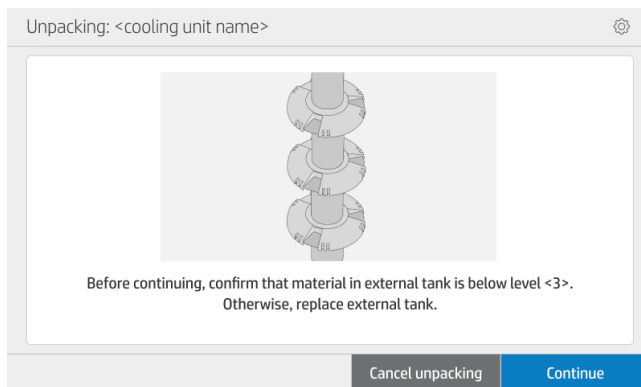 Unpacking: <cooling unit name>
Before continuing, confirm that material in external tank is below level <3>.
Otherwise, replace external tank.
Cancel unpacking
Continue